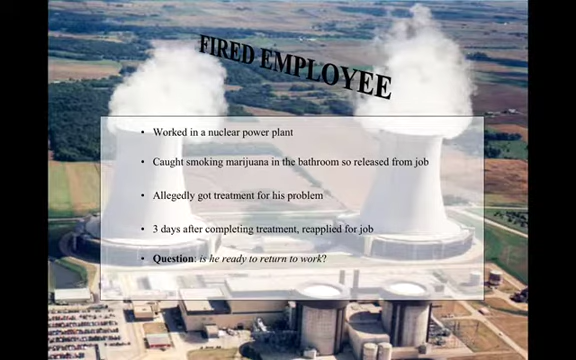 FIRED EMPLOYEE
• Worked in a nuclear power plant
• Caught smoking marijuana in the bathroom so released from job
• Allegedly got treatment for his problem
• 3 days after completing treatment, reapplied for job
• Question: is he ready to return to work?